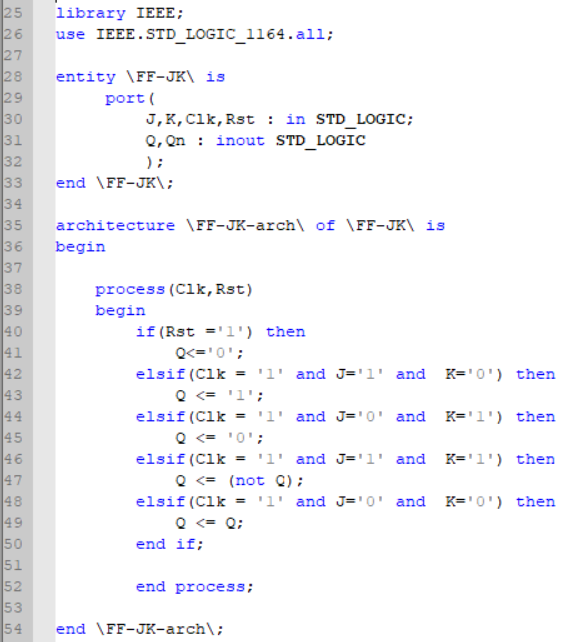 25 library IEEE;
26 use IEEE.STD_LOGIC_1164.all;
27
28 entity \FF-JK\ is
29 port(
30 J,K,Clk,Rst : in STD_LOGIC;
31 Q,Qn : inout STD_LOGIC
32 );
33 end \FF-JK\;
34
35 architecture \FF-JK-arch\ of \FF-JK\ is
36 begin
37
38 process(Clk,Rst)
39 begin
40 if(Rst ='1') then
41 Q<='0';
42 elsif(Clk = '1' and J='1' and  K='0') then
43 Q <= '1';
44 elsif(Clk = '1' and J='0' and  K='1') then
45 Q <= '0';
46 elsif(Clk = '1' and J='1' and  K='1') then
47 Q <= (not Q);
48 elsif(Clk = '1' and J='0' and  K='0') then
49 Q <= Q;
50 end if;
51
52 end process;
53
54 end \FF-JK-arch\;